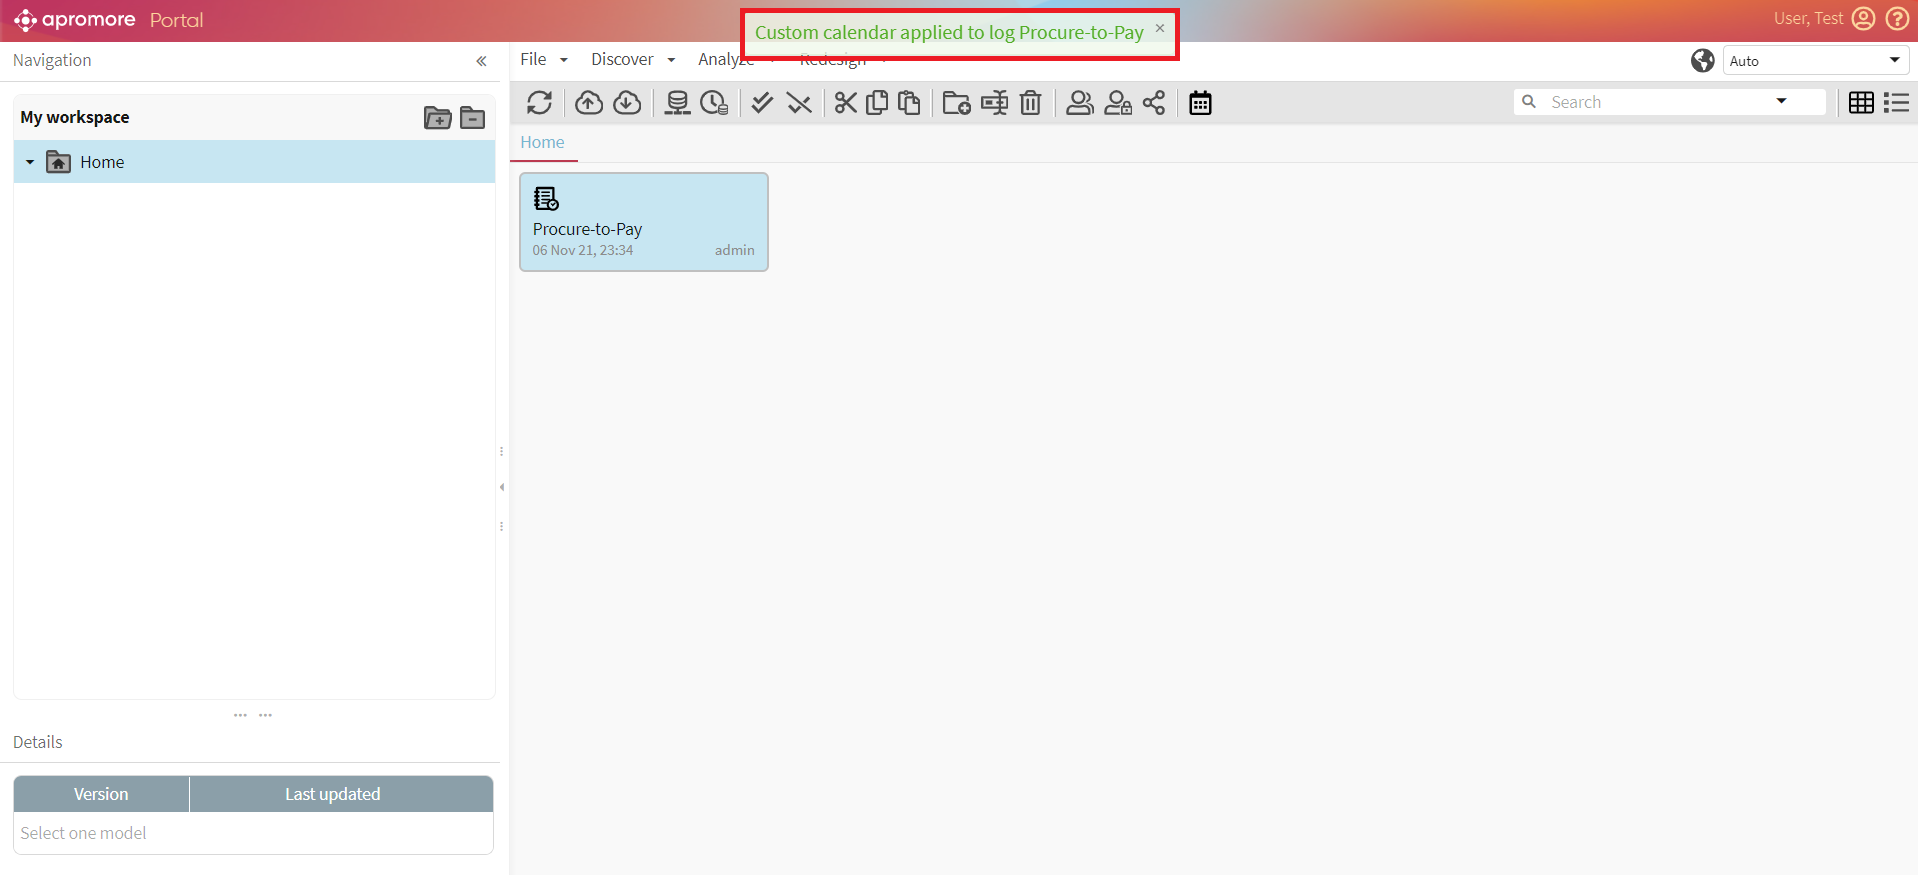 apromore Portal
Custom calendar applied to log Procure-to-Pay ×
User, Test
Navigation
File Discover Analyze Redesign
Auto
My workspace
Search
Home
Home
Procure-to-Pay
06 Nov 21, 23:34 admin
Details
Version Last updated
Select one model